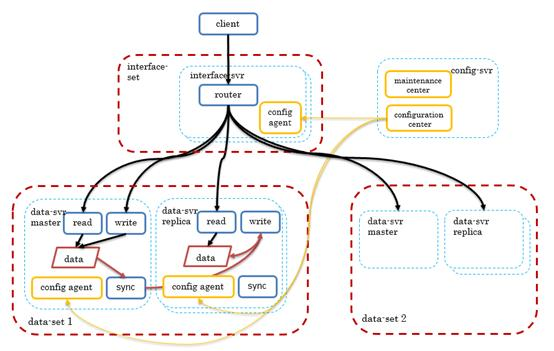 client
interface-
set
interface-svr
router
config
agent
config-svr
maintenance
center
configuration
center
data-svr
master
read
write
data
config agent
sync
data-svr
replica
read
write
data
config agent
sync
data-set 1
data-svr
master
data-svr
replica
data-set 2